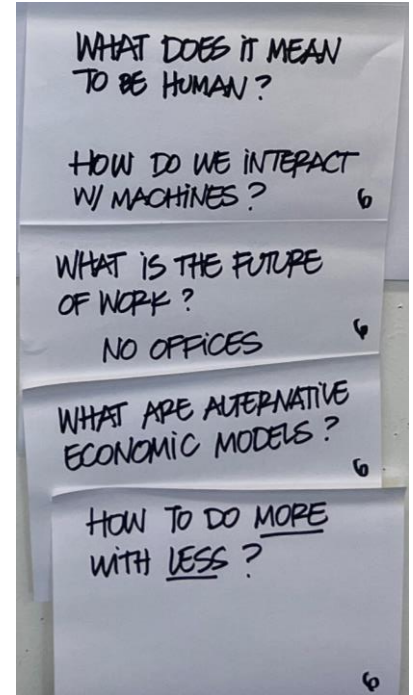 WHAT DOES IT MEAN
TO BE HUMAN?
HOW DO WE INTERACT
W/ MACHINES?
6
WHAT IS THE FUTURE
OF WORK?
NO OFFICES
6
WHAT ARE ALTERNATIVE
ECONOMIC MODELS?
6
HOW TO DO MORE
WITH LESS?
6